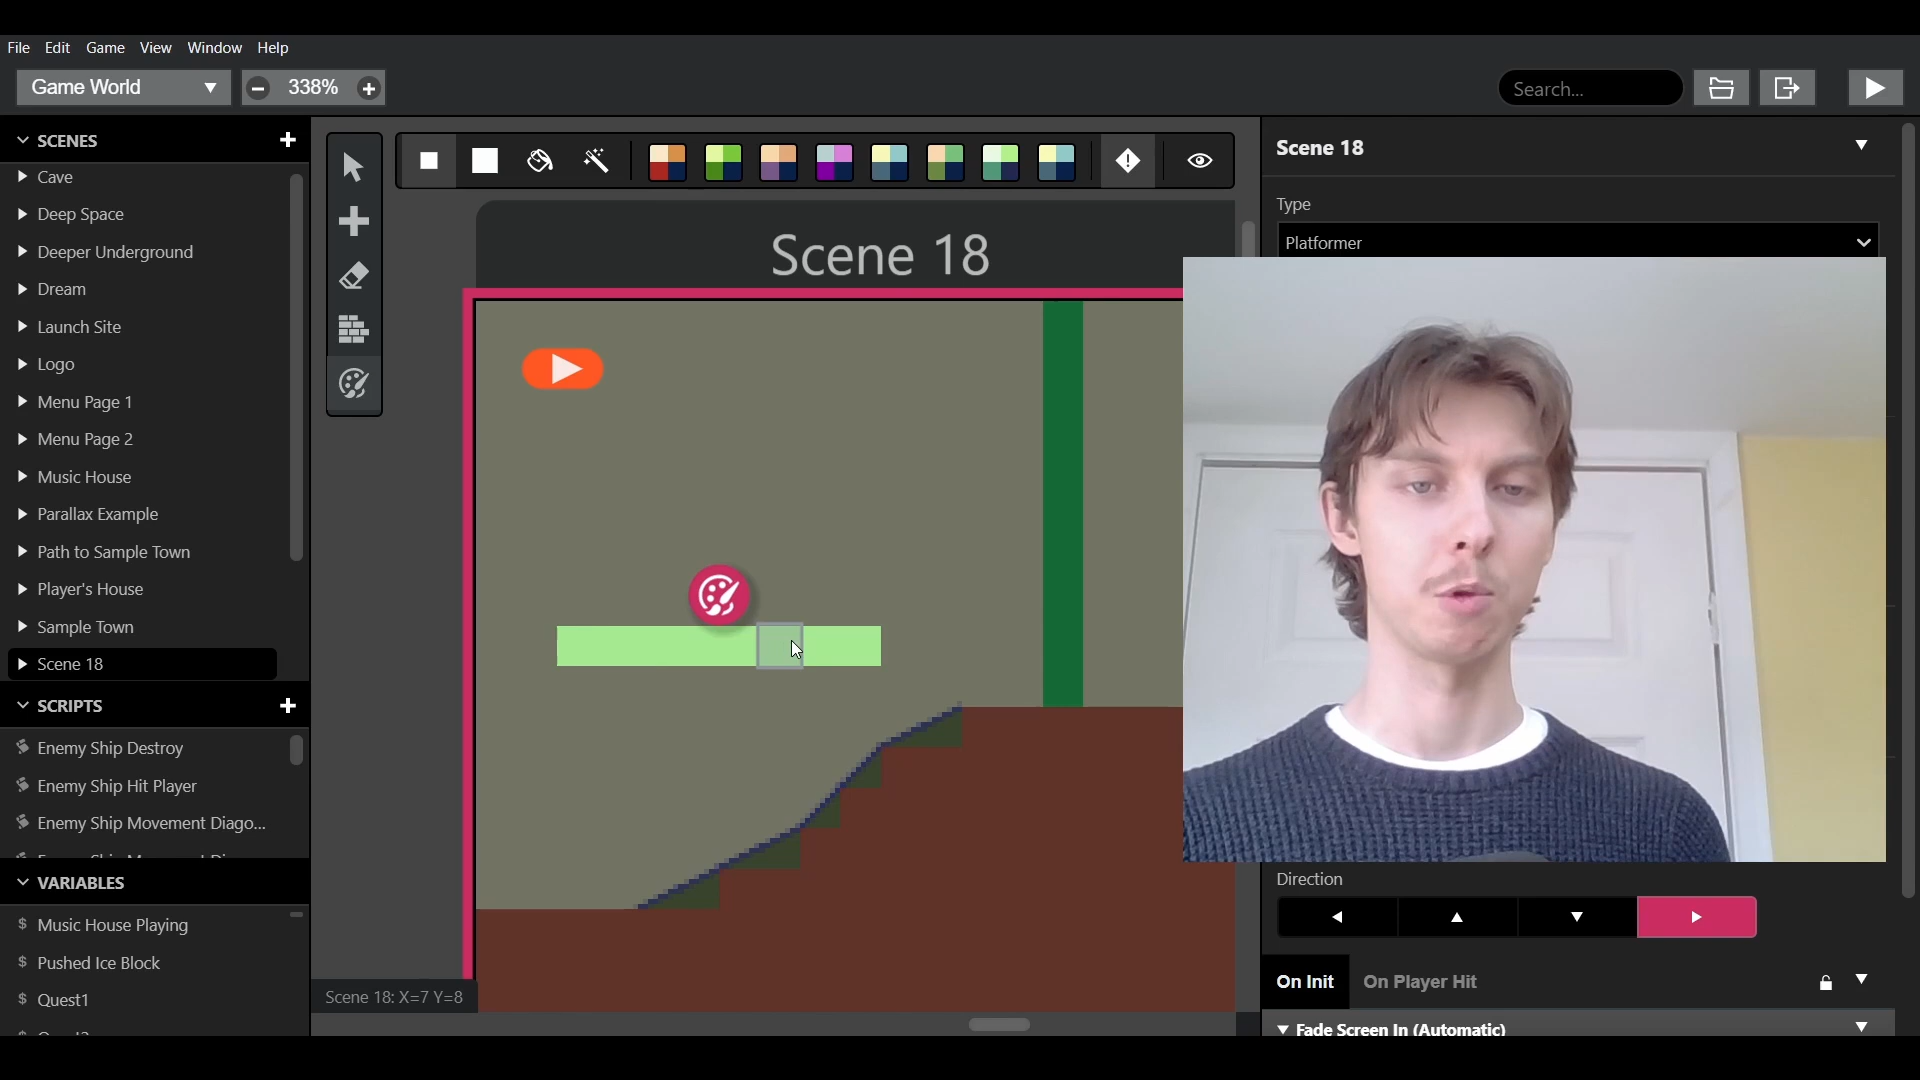 File Edit Game View Window Help
Game World
338%
Search...
SCENES
Cave
Deep Space
Deeper Underground
Dream
Launch Site
Logo
Menu Page 1
Menu Page 2
Music House
Parallax Example
Path to Sample Town
Player's House
Sample Town
Scene 18
SCRIPTS
Enemy Ship Destroy
Enemy Ship Hit Player
Enemy Ship Movement Diago...
VARIABLES
$ Music House Playing
$ Pushed Ice Block
$ Quest1
Scene 18
Scene 18: X=7 Y=8
Scene 18
Type
Platformer
Direction
On Init On Player Hit
Fade Screen In (Automatic)